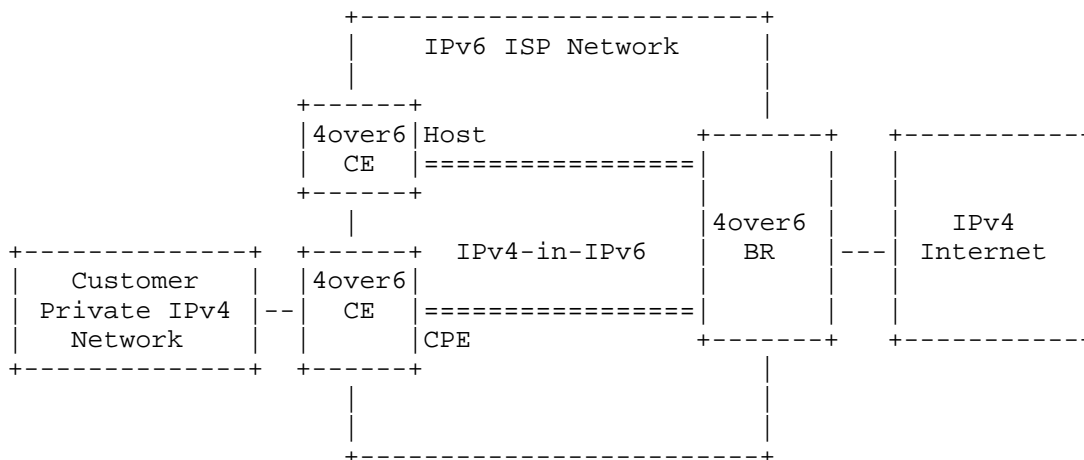 IPv6 ISP Network
4over6 Host
CE
4over6 IPv4
BR Internet
IPv4-in-IPv6
Customer 4over6
Private IPv4 CE
Network CPE